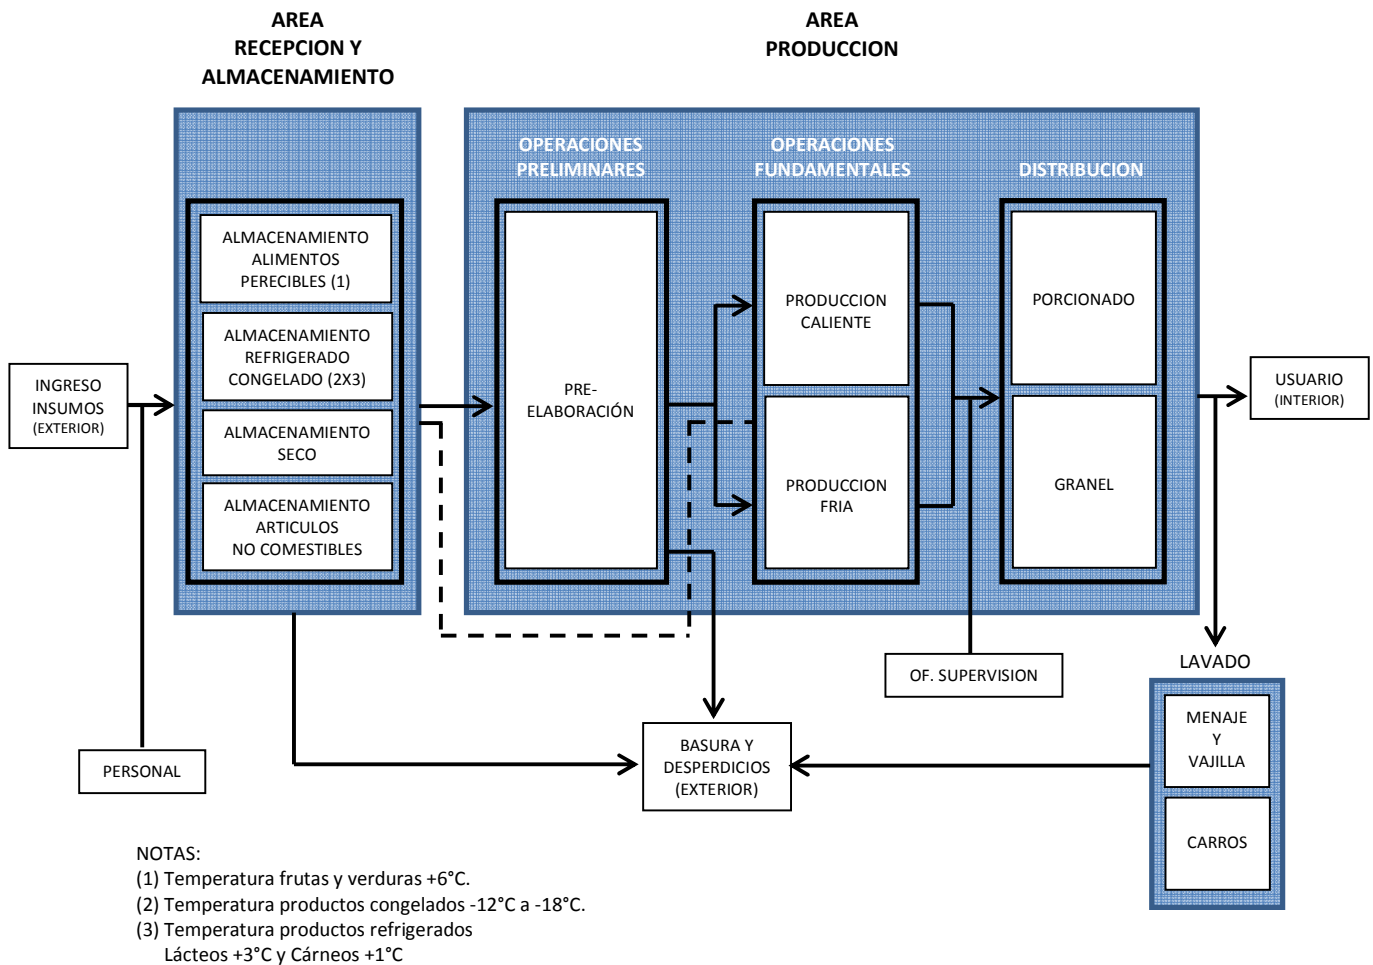 AREA
RECEPCION Y
ALMACENAMIENTO
AREA
PRODUCCION
OPERACIONES
PRELIMINARES
OPERACIONES
FUNDAMENTALES
DISTRIBUCION
ALMACENAMIENTO
ALIMENTOS
PERECIBLES (1)
ALMACENAMIENTO
REFRIGERADO
CONGELADO (2X3)
ALMACENAMIENTO
SECO
ALMACENAMIENTO
ARTICULOS
NO COMESTIBLES
INGRESO
INSUMOS
(EXTERIOR)
PERSONAL
PRE-
ELABORACIÓN
PRODUCCION
CALIENTE
PRODUCCION
FRIA
PORCIONADO
GRANEL
USUARIO
(INTERIOR)
OF. SUPERVISION
LAVADO
MENAJE
Y
VAJILLA
CARROS
BASURA Y
DESPERDICIOS
(EXTERIOR)
NOTAS:
(1) Temperatura frutas y verduras +6°C.
(2) Temperatura productos congelados -12°C a -18°C.
(3) Temperatura productos refrigerados
Lácteos +3°C y Cárneos +1°C